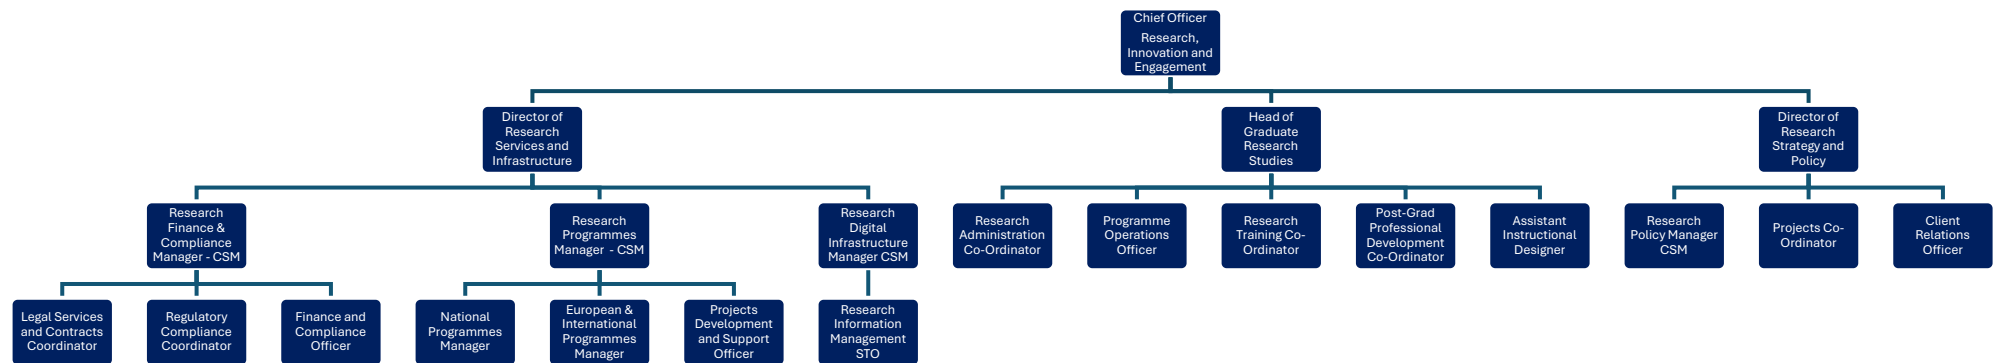 Chief Officer
Research,
Innovation and
Engagement
Director of
Research
Services and
Infrastructure
Head of
Graduate
Research
Studies
Director of
Research
Strategy and
Policy
Research
Finance &
Compliance
Manager - CSM
Research
Programmes
Manager - CSM
Research
Digital
Infrastructure
Manager CSM
Research
Administration
Co-Ordinator
Programme
Operations
Officer
Research
Training Co-
Ordinator
Post-Grad
Professional
Development
Co-Ordinator
Assistant
Instructional
Designer
Research
Policy Manager
CSM
Projects Co-
Ordinator
Client
Relations
Officer
Legal Services
and Contracts
Coordinator
Regulatory
Compliance
Coordinator
Finance and
Compliance
Officer
National
Programmes
Manager
European &
International
Programmes
Manager
Projects
Development
and Support
Officer
Research
Information
Management
STO